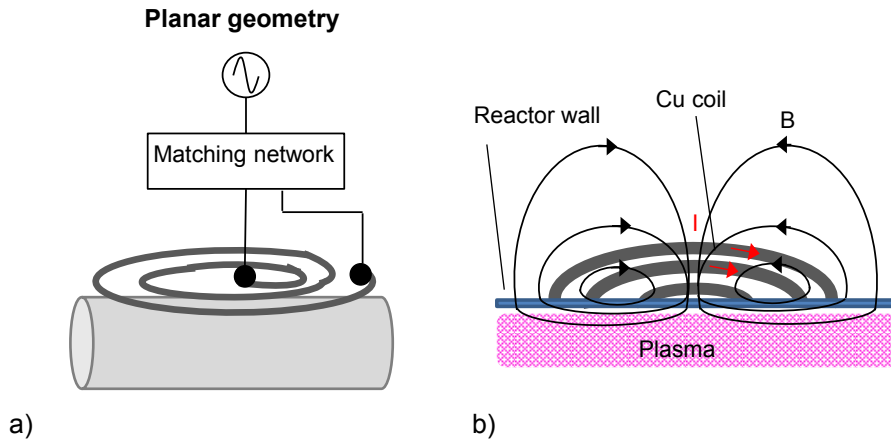 Planar geometry
Matching network
a)
Reactor wall
Cu coil
B
I
Plasma
b)